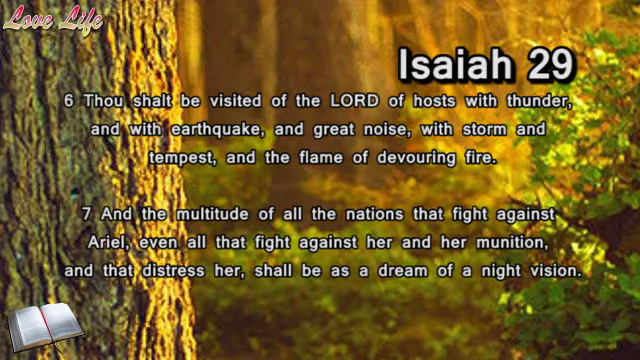 Love Life
Isaiah 29
6 Thou shalt be visited of the LORD of hosts with thunder,
and with earthquake, and great noise, with storm and
tempest, and the flame of devouring fire.
7 And the multitude of all the nations that fight against
Ariel, even all that fight against her and her munition,
and that distress her, shall be as a dream of a night vision.